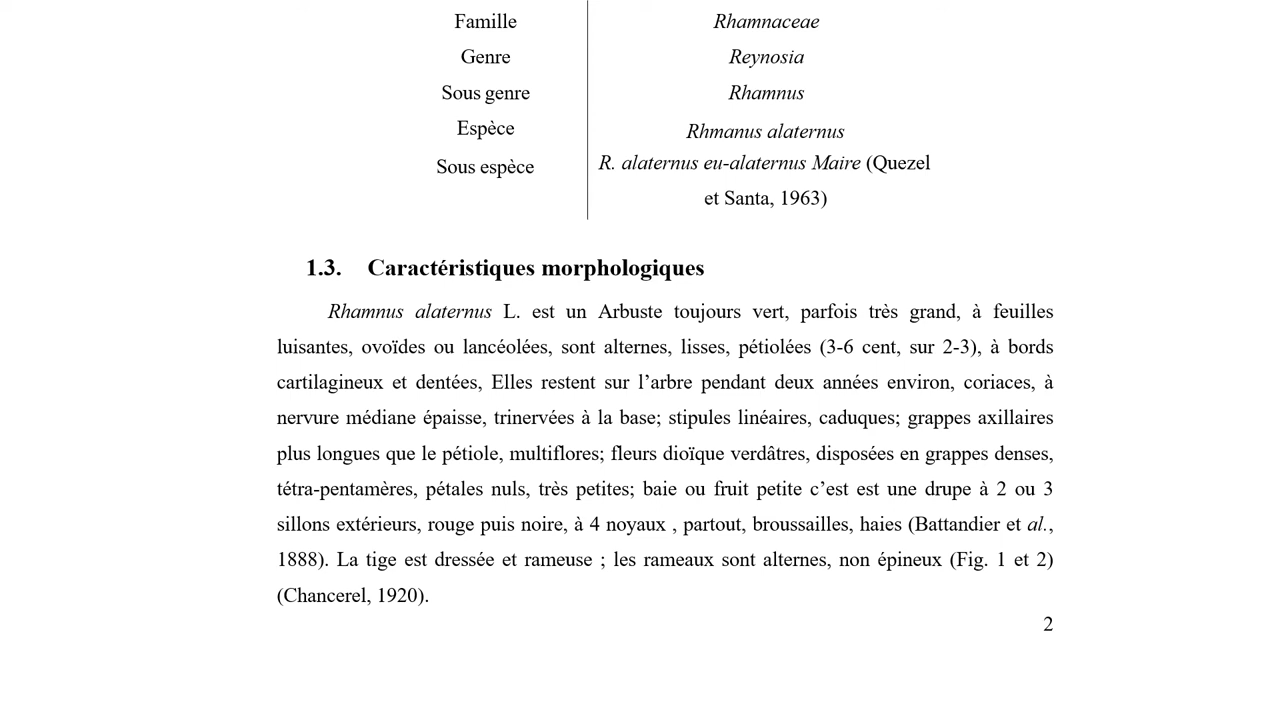 Famille Rhamnaceae
Genre Reynosia
Sous genre Rhamnus
Espèce Rhmanus alaternus
Sous espèce R. alaternus eu-alaternus Maire (Quezel
et Santa, 1963)
1.3. Caractéristiques morphologiques
Rhamnus alaternus L. est un Arbuste toujours vert, parfois très grand, à feuilles
luisantes, ovoïdes ou lancéolées, sont alternes, lisses, pétiolées (3-6 cent, sur 2-3), à bords
cartilagineux et dentées, Elles restent sur l’arbre pendant deux années environ, coriaces, à
nervure médiane épaisse, trinervées à la base; stipules linéaires, caduques; grappes axillaires
plus longues que le pétiole, multiflores; fleurs dioïque verdâtres, disposées en grappes denses,
tétra-pentamères, pétales nuls, très petites; baie ou fruit petite c’est est une drupe à 2 ou 3
sillons extérieurs, rouge puis noire, à 4 noyaux , partout, broussailles, haies (Battandier et al.,
1888). La tige est dressée et rameuse ; les rameaux sont alternes, non épineux (Fig. 1 et 2)
(Chancerel, 1920).
2